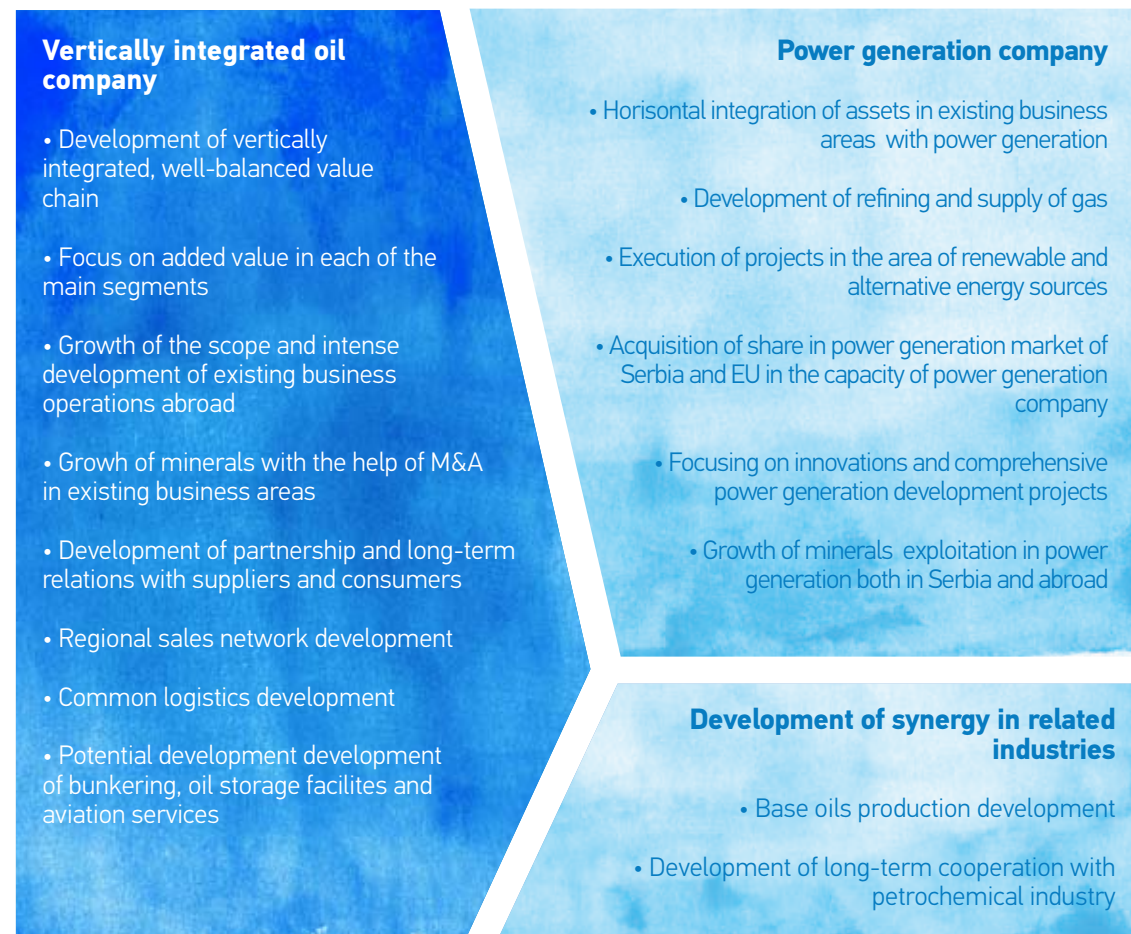 Vertically integrated oil
company
• Development of vertically
integrated, well-balanced value
chain
• Focus on added value in each of the
main segments
• Growth of the scope and intense
development of existing business
operations abroad
• Growh of minerals with the help of M&A
in existing business areas
• Development of partnership and long-term
relations with suppliers and consumers
• Regional sales network development
• Common logistics development
• Potential development development
of bunkering, oil storage facilites and
aviation services
Power generation company
• Horisontal integration of assets in existing business
areas with power generation
• Development of refining and supply of gas
• Execution of projects in the area of renewable and
alternative energy sources
• Acquisition of share in power generation market of
Serbia and EU in the capacity of power generation
company
• Focusing on innovations and comprehensive
power generation development projects
• Growth of minerals exploitation in power
generation both in Serbia and abroad
Development of synergy in related
industries
• Base oils production development
• Development of long-term cooperation with
petrochemical industry